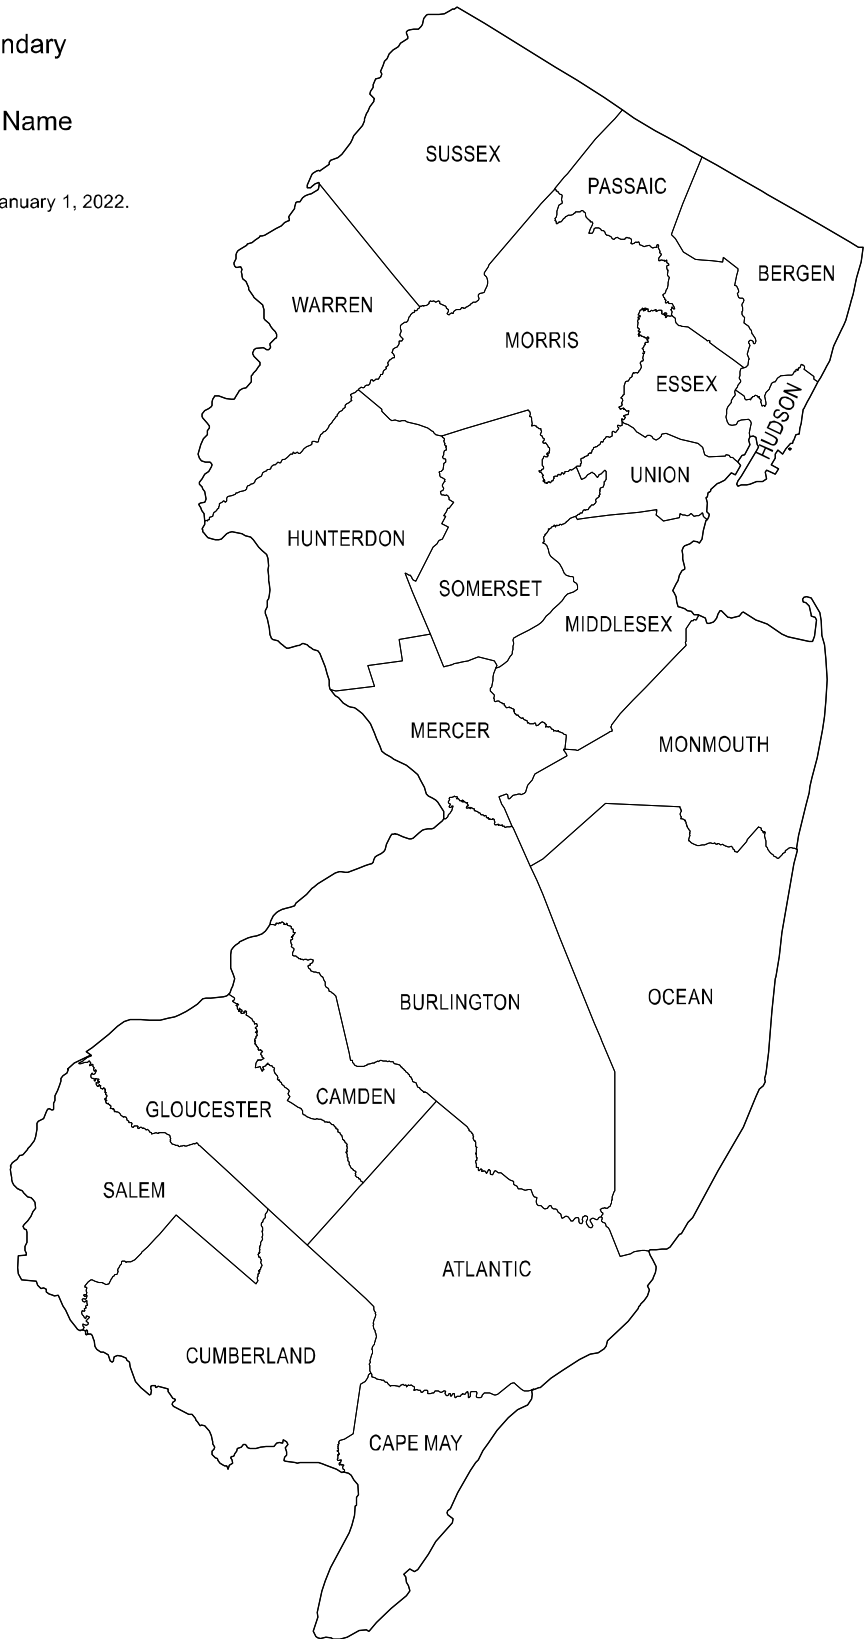 ndary
Name
anuary 1, 2022.
SUSSEX
PASSAIC
BERGEN
WARREN
MORRIS
ESSEX
HUDSON
UNION
HUNTERDON
SOMERSET
MIDDLESEX
MERCER
MONMOUTH
BURLINGTON
OCEAN
CAMDEN
GLOUCESTER
SALEM
ATLANTIC
CUMBERLAND
CAPE MAY